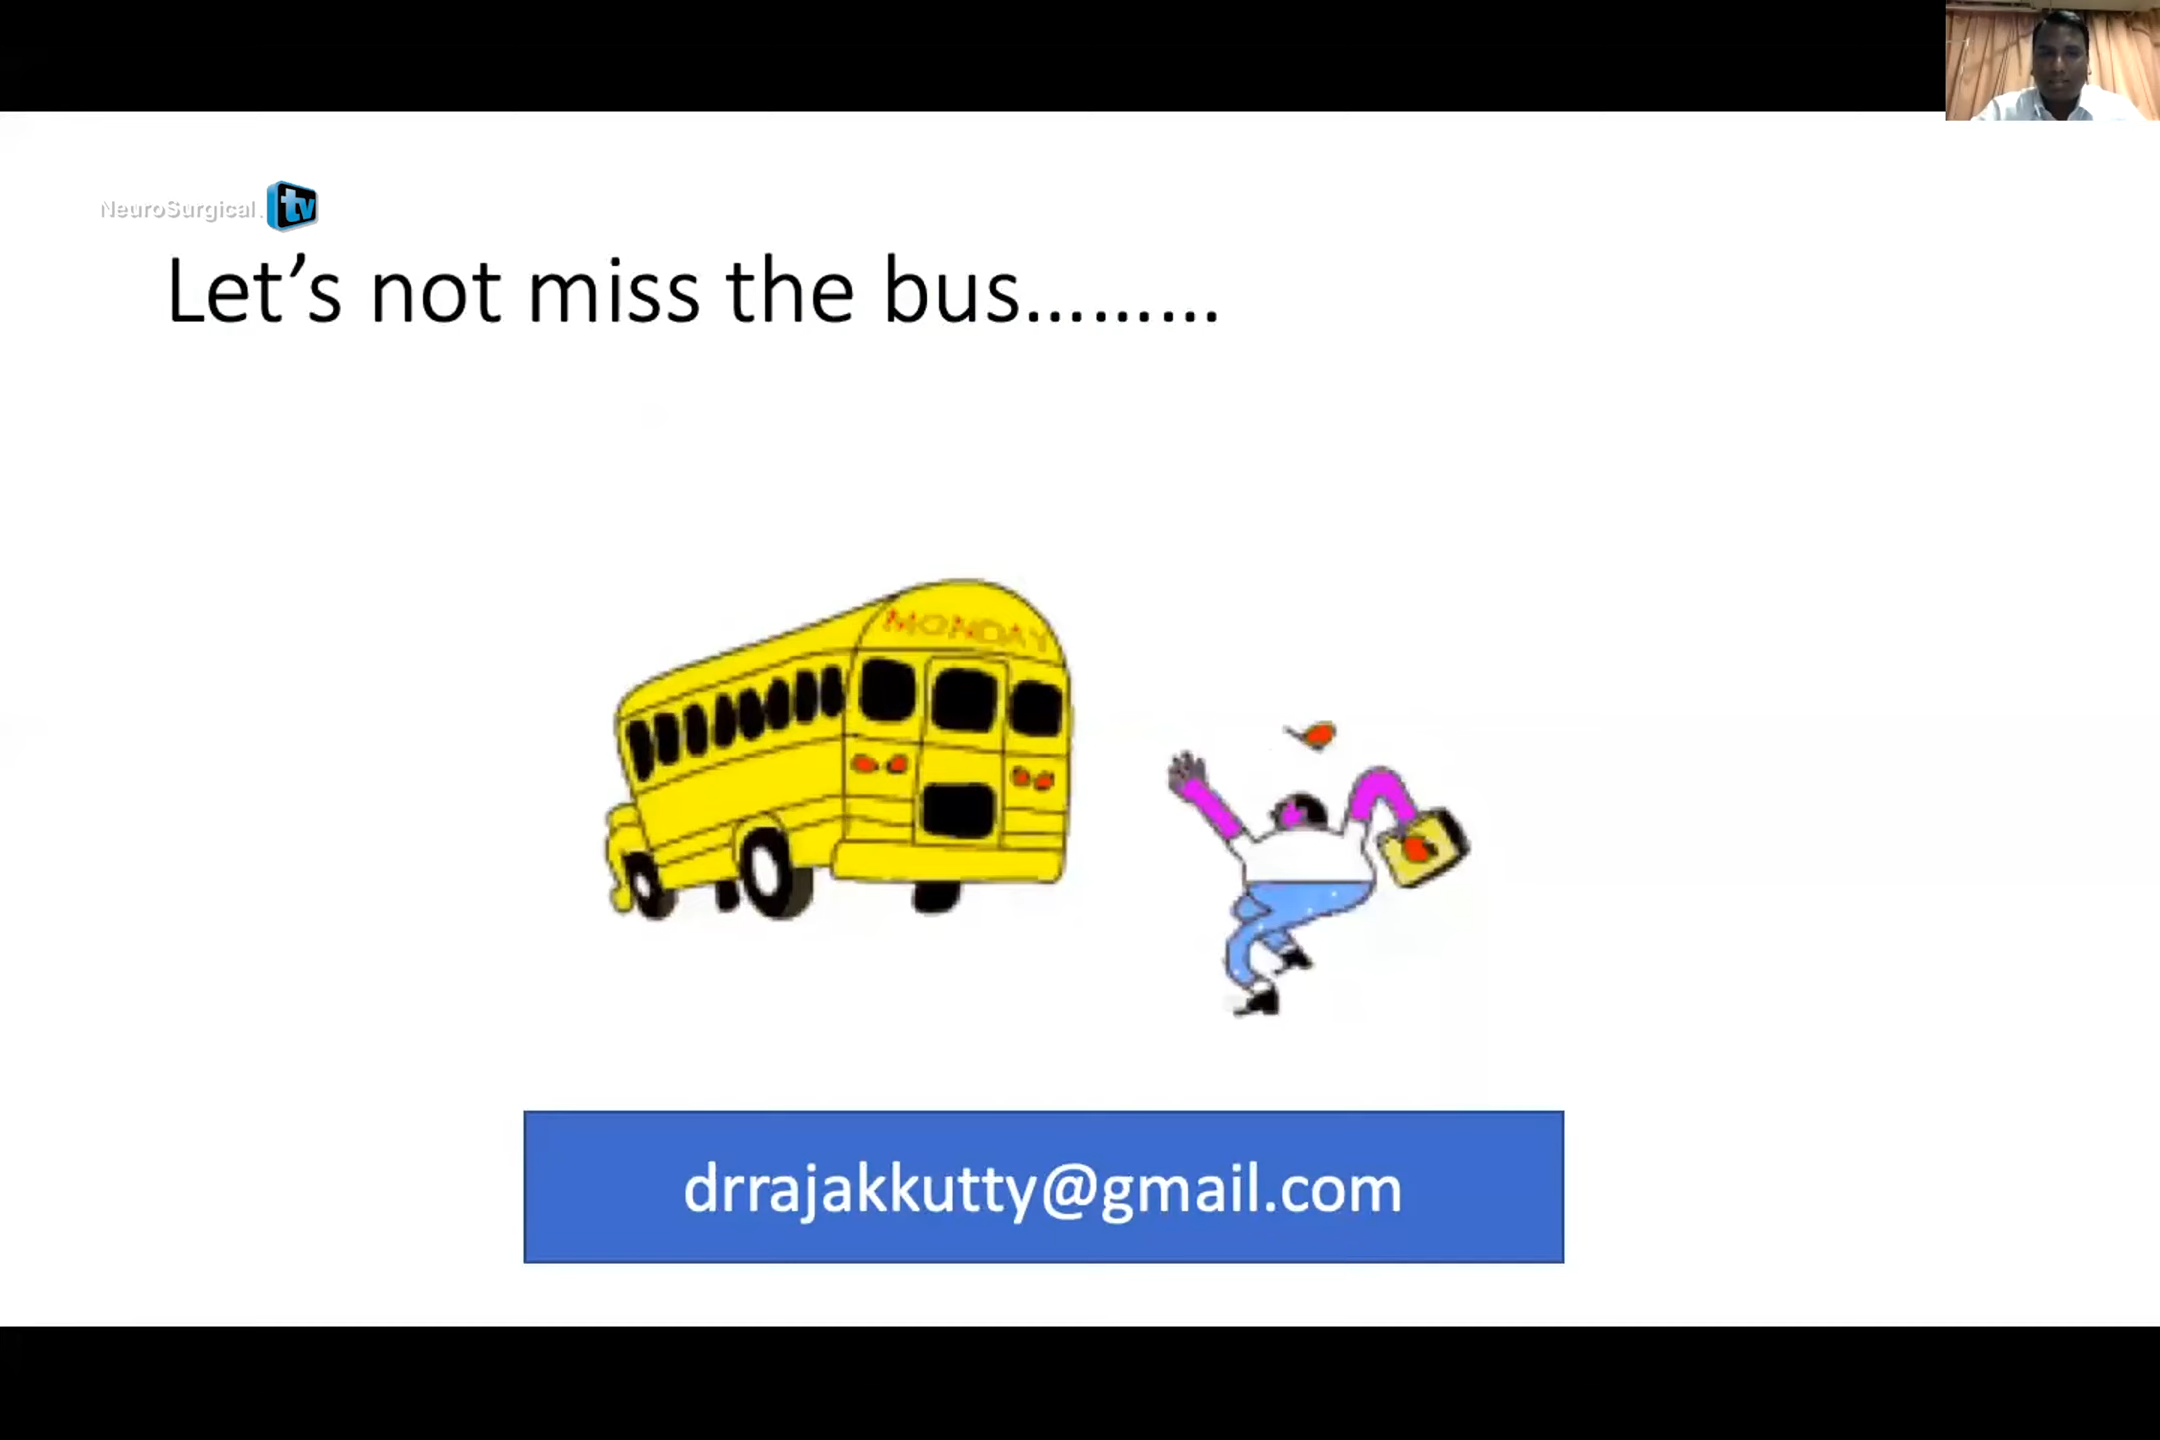 NeuroSurgical. tv
Let’s not miss the bus.........
MONDAY
drrajakkutty@gmail.com